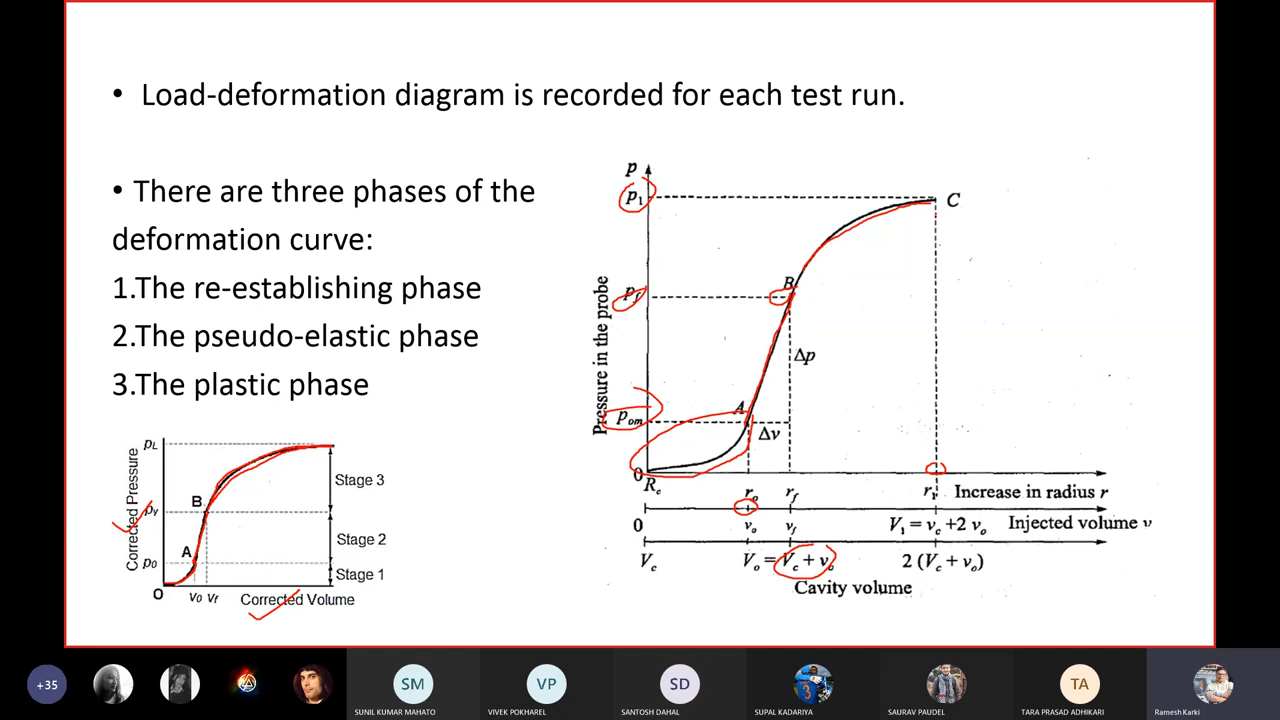 • Load-deformation diagram is recorded for each test run.
• There are three phases of the
deformation curve:
1.The re-establishing phase
2.The pseudo-elastic phase
3.The plastic phase
Corrected Pressure
pL
pY
p0
B
A
O
v0 vf
Corrected Volume
Stage 3
Stage 2
Stage 1
Pressure in the probe
p
p1
pf
pom
0
Rc
A
B
C
Δp
Δv
ro
rf
r1
Increase in radius r
0
vo
vf
V1 = vc +2 vo
Injected volume v
Vc
Vo = Vc + vo
2 (Vc + vo)
Cavity volume
+35
SM
SUNIL KUMAR MAHATO
VP
VIVEK POKHAREL
SD
SANTOSH DAHAL
SUPAL KADARIYA
SAURAV PAUDEL
TA
TARA PRASAD ADHIKARI
Ramesh Karki